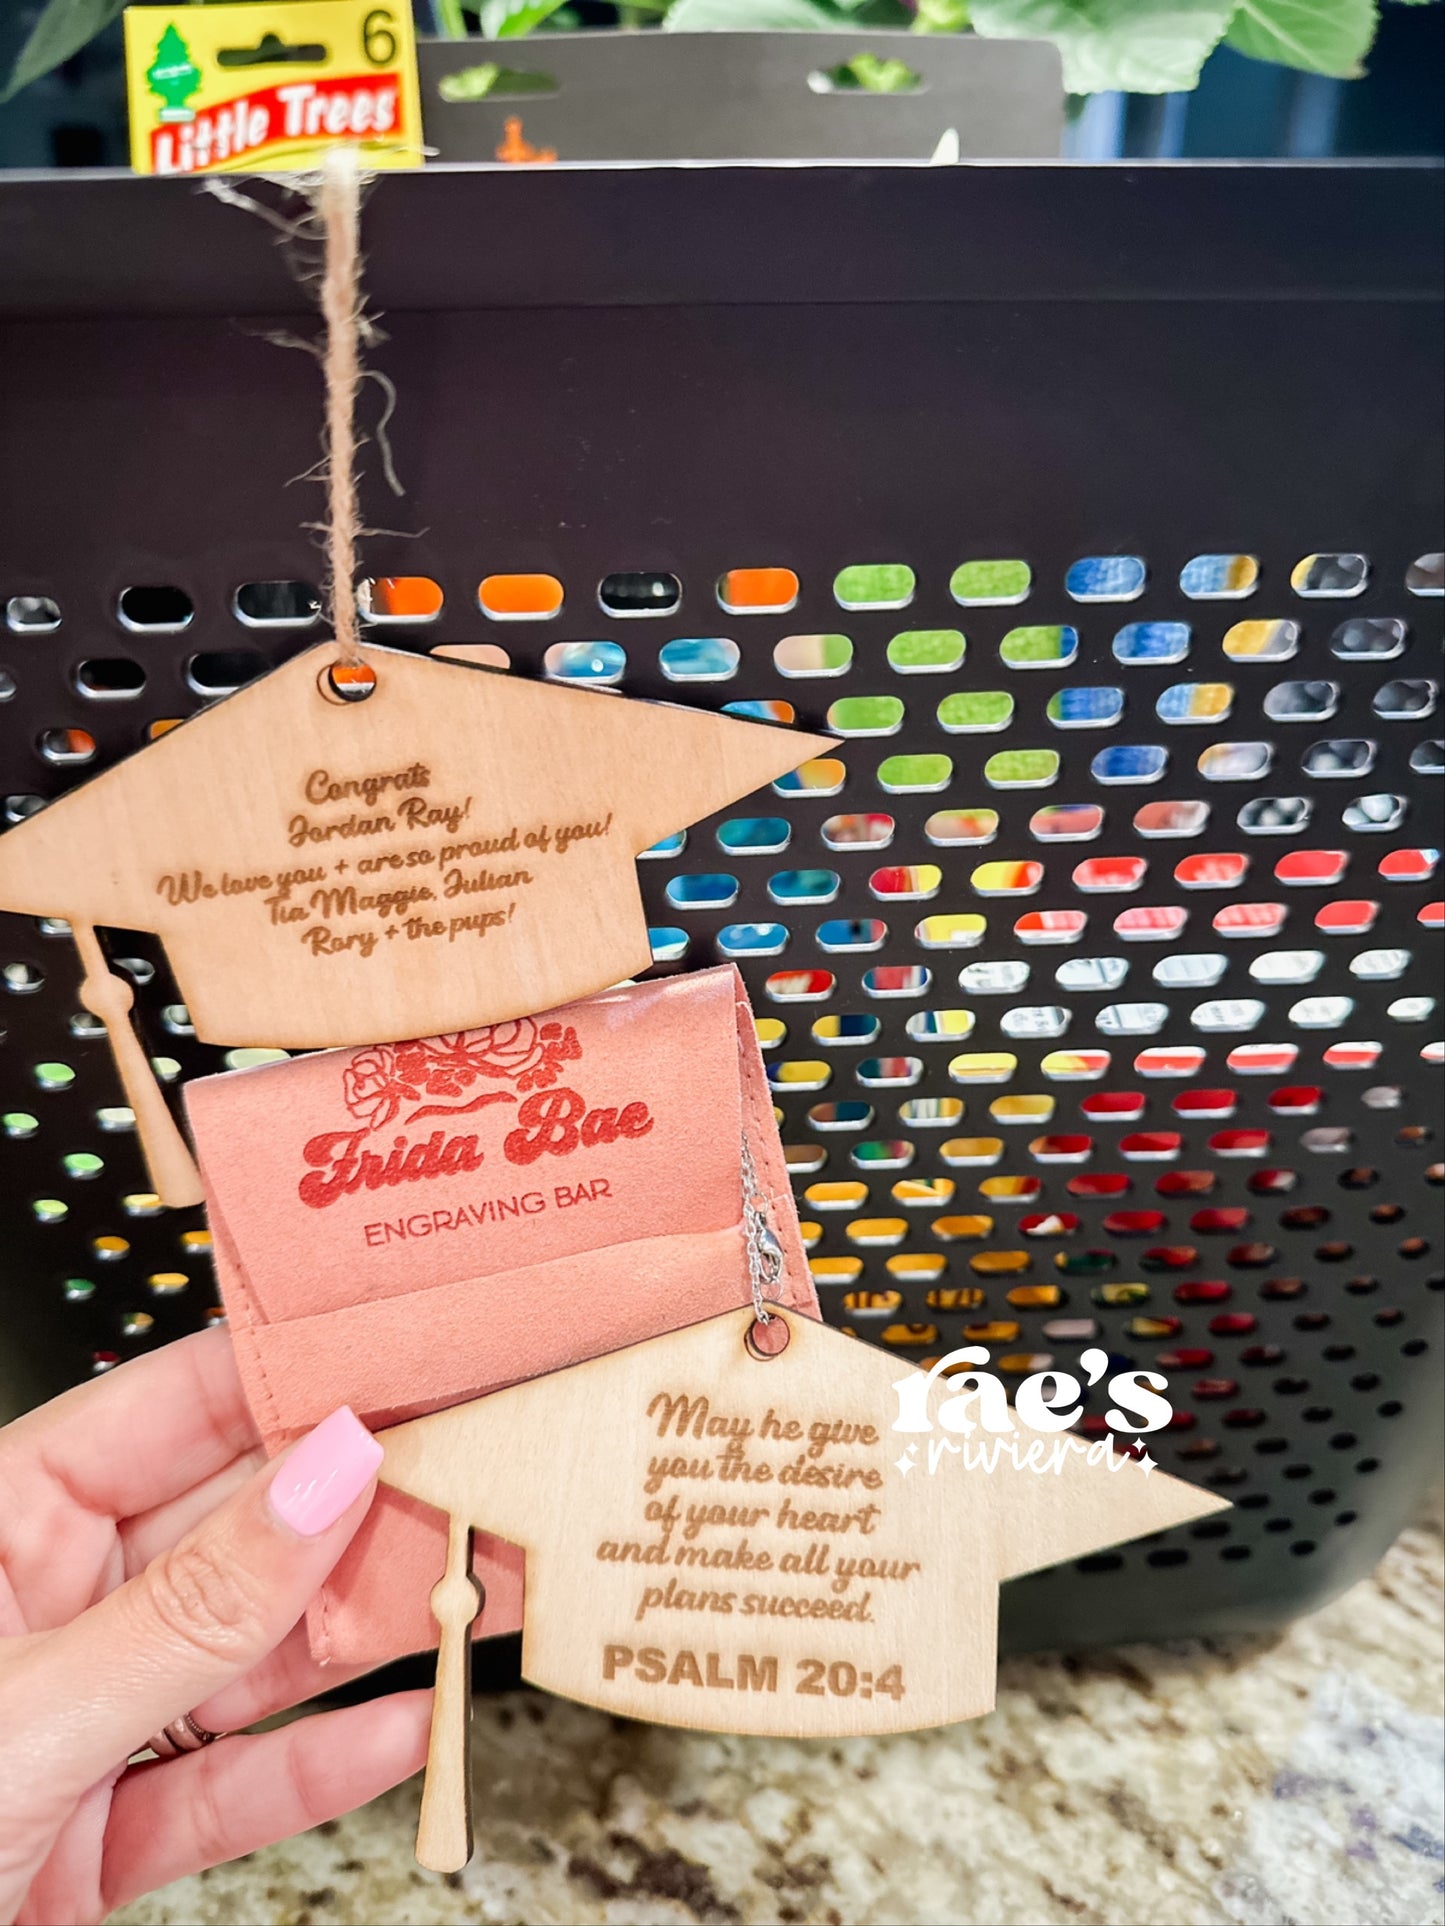 6
Little Trees
Congrats
Jordan Ray!
We love you + are so proud of you!
Tia Maggie, Julian
Rory + the pups!
Frida Bae
ENGRAVING BAR
rae's
riviera
May he give
you the desire
of your heart
and make all your
plans succeed.
PSALM 20:4